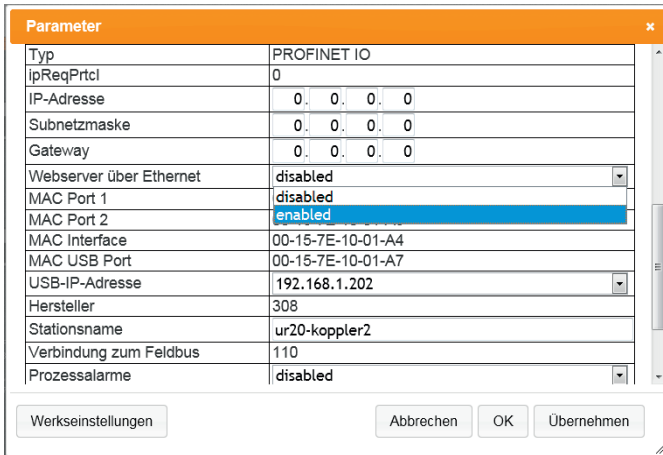 Parameter
Typ PROFINET IO
ipReqPrtcl 0
IP-Adresse 0. 0. 0. 0
Subnetzmaske 0. 0. 0. 0
Gateway 0. 0. 0. 0
Webserver über Ethernet disabled
MAC Port 1 disabled
MAC Port 2 enabled
MAC Interface 00-15-7E-10-01-A4
MAC USB Port 00-15-7E-10-01-A7
USB-IP-Adresse 192.168.1.202
Hersteller 308
Stationsname ur20-koppler2
Verbindung zum Feldbus 110
Prozessalarme disabled
Werkseinstellungen Abbrechen OK Übernehmen